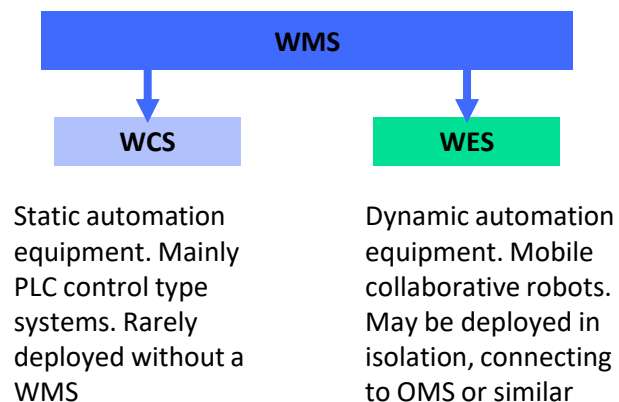 WMS
WCS
WES
Static automation
equipment. Mainly
PLC control type
systems. Rarely
deployed without a
WMS
Dynamic automation
equipment. Mobile
collaborative robots.
May be deployed in
isolation, connecting
to OMS or similar